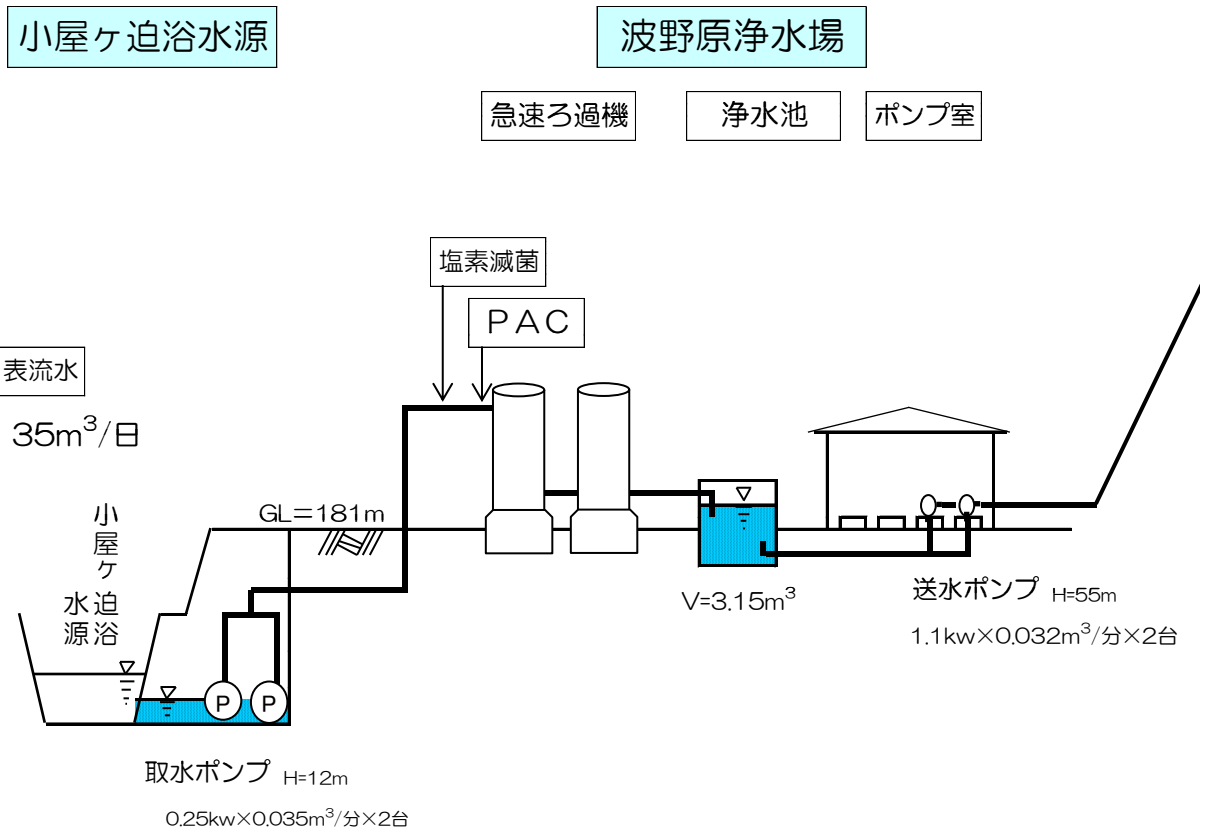 小屋ヶ迫浴水源
波野原浄水場
急速ろ過機
浄水池
ポンプ室
塩素滅菌
PAC
表流水
35m³/日
小屋ヶ迫浴水源
GL=181m
V=3.15m³
送水ポンプ H=55m
1.1kw×0.032m³/分×2台
P
P
取水ポンプ H=12m
0.25kw×0.035m³/分×2台